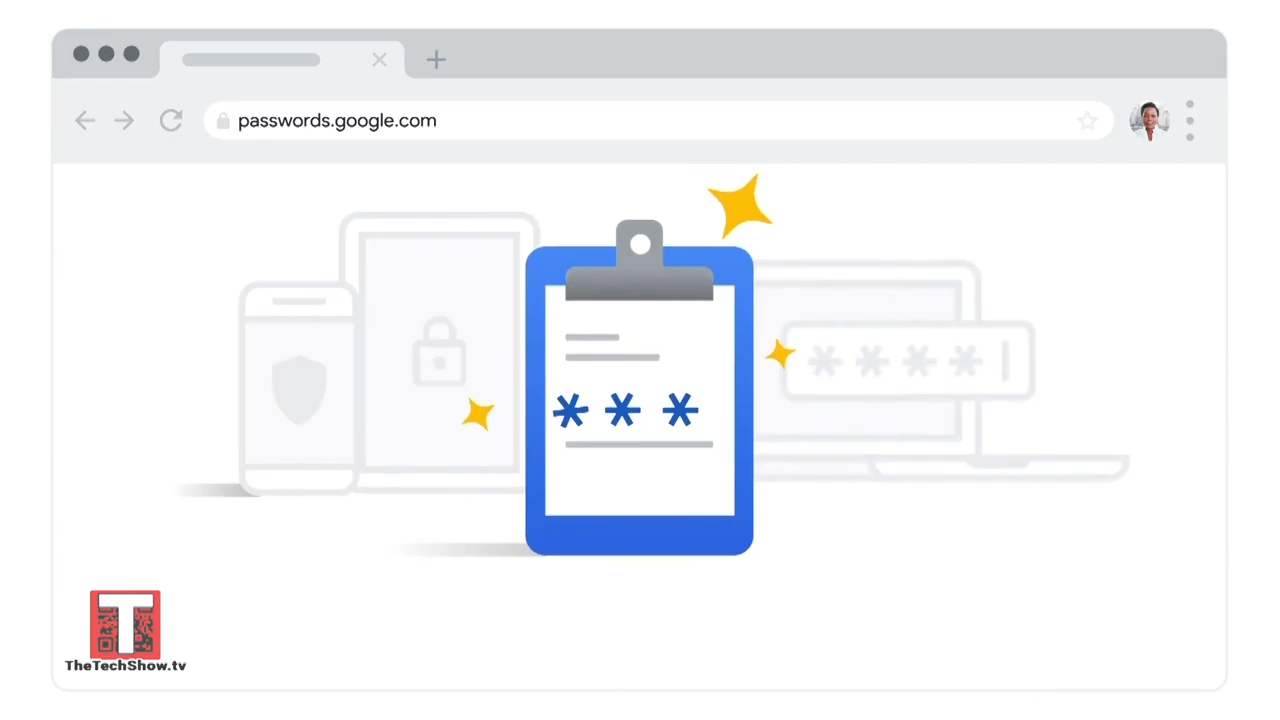 passwords.google.com
* * * *
* * *
T
TheTechShow.tv